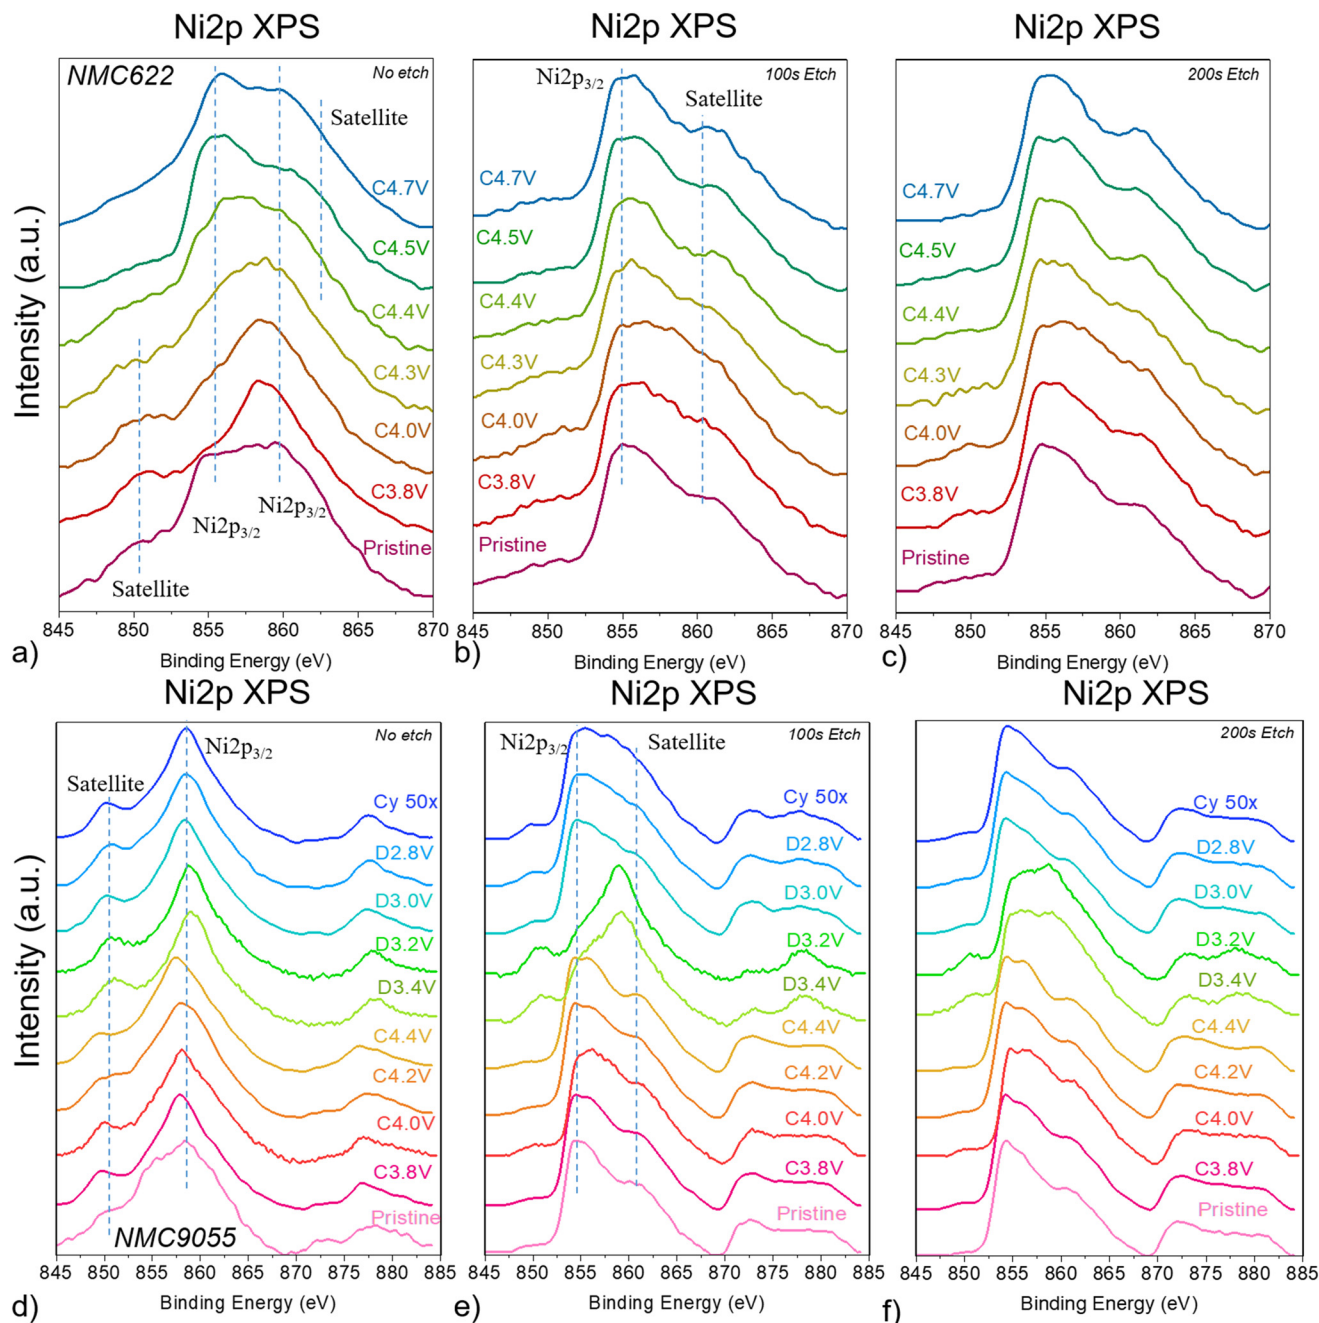 Ni2p XPS
Ni2p XPS
Ni2p XPS
NMC622
No etch
Satellite
C4.7V
C4.5V
C4.4V
C4.3V
C4.0V
C3.8V
Ni2p3/2
Ni2p3/2
Pristine
Satellite
Intensity (a.u.)
845 850 855 860 865 870
Binding Energy (eV)
a)
Ni2p3/2
100s Etch
Satellite
C4.7V
C4.5V
C4.4V
C4.3V
C4.0V
C3.8V
Pristine
845 850 855 860 865 870
Binding Energy (eV)
b)
200s Etch
C4.7V
C4.5V
C4.4V
C4.3V
C4.0V
C3.8V
Pristine
845 850 855 860 865 870
Binding Energy (eV)
c)
Ni2p XPS
Ni2p XPS
Ni2p XPS
No etch
Ni2p3/2
Satellite
Cy 50x
D2.8V
D3.0V
D3.2V
D3.4V
C4.4V
C4.2V
C4.0V
C3.8V
Pristine
NMC9055
Intensity (a.u.)
845 850 855 860 865 870 875 880 885
Binding Energy (eV)
d)
100s Etch
Ni2p3/2
Satellite
Cy 50x
D2.8V
D3.0V
D3.2V
D3.4V
C4.4V
C4.2V
C4.0V
C3.8V
Pristine
845 850 855 860 865 870 875 880 885
Binding Energy (eV)
e)
200s Etch
Cy 50x
D2.8V
D3.0V
D3.2V
D3.4V
C4.4V
C4.2V
C4.0V
C3.8V
Pristine
845 850 855 860 865 870 875 880 885
Binding Energy (eV)
f)